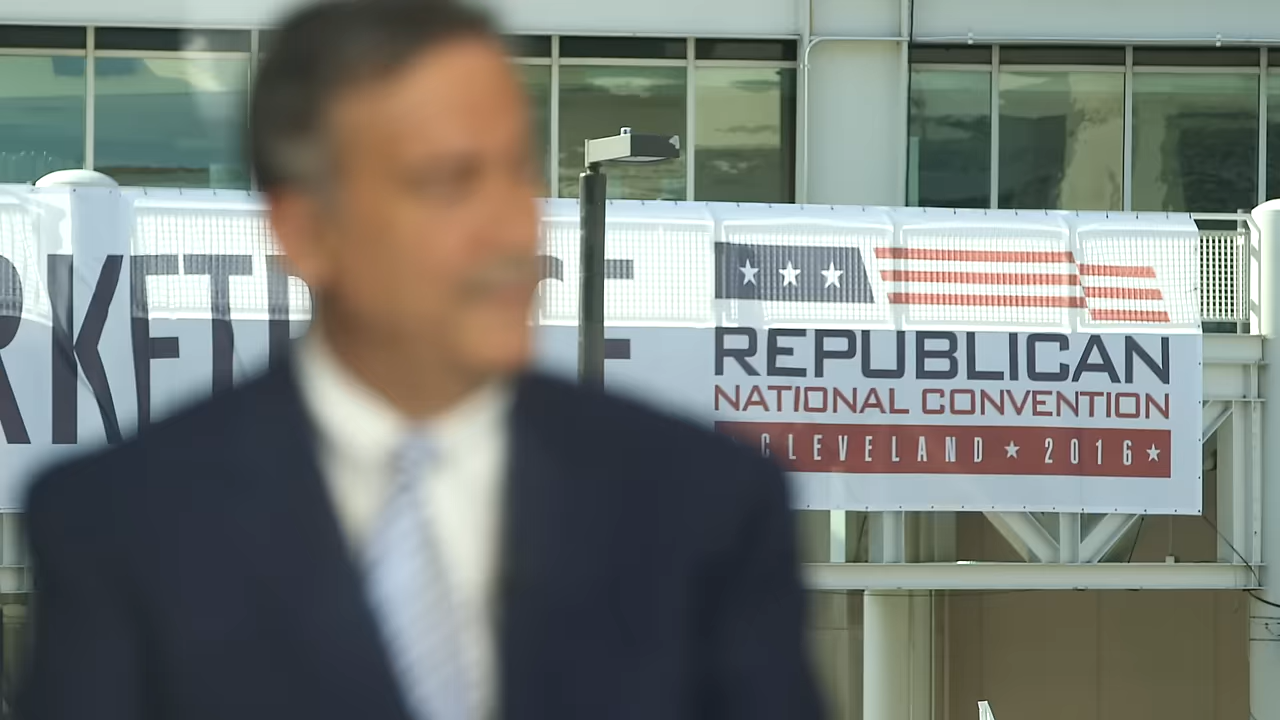 REPUBLICAN
NATIONAL CONVENTION
CLEVELAND ★ 2016 ★